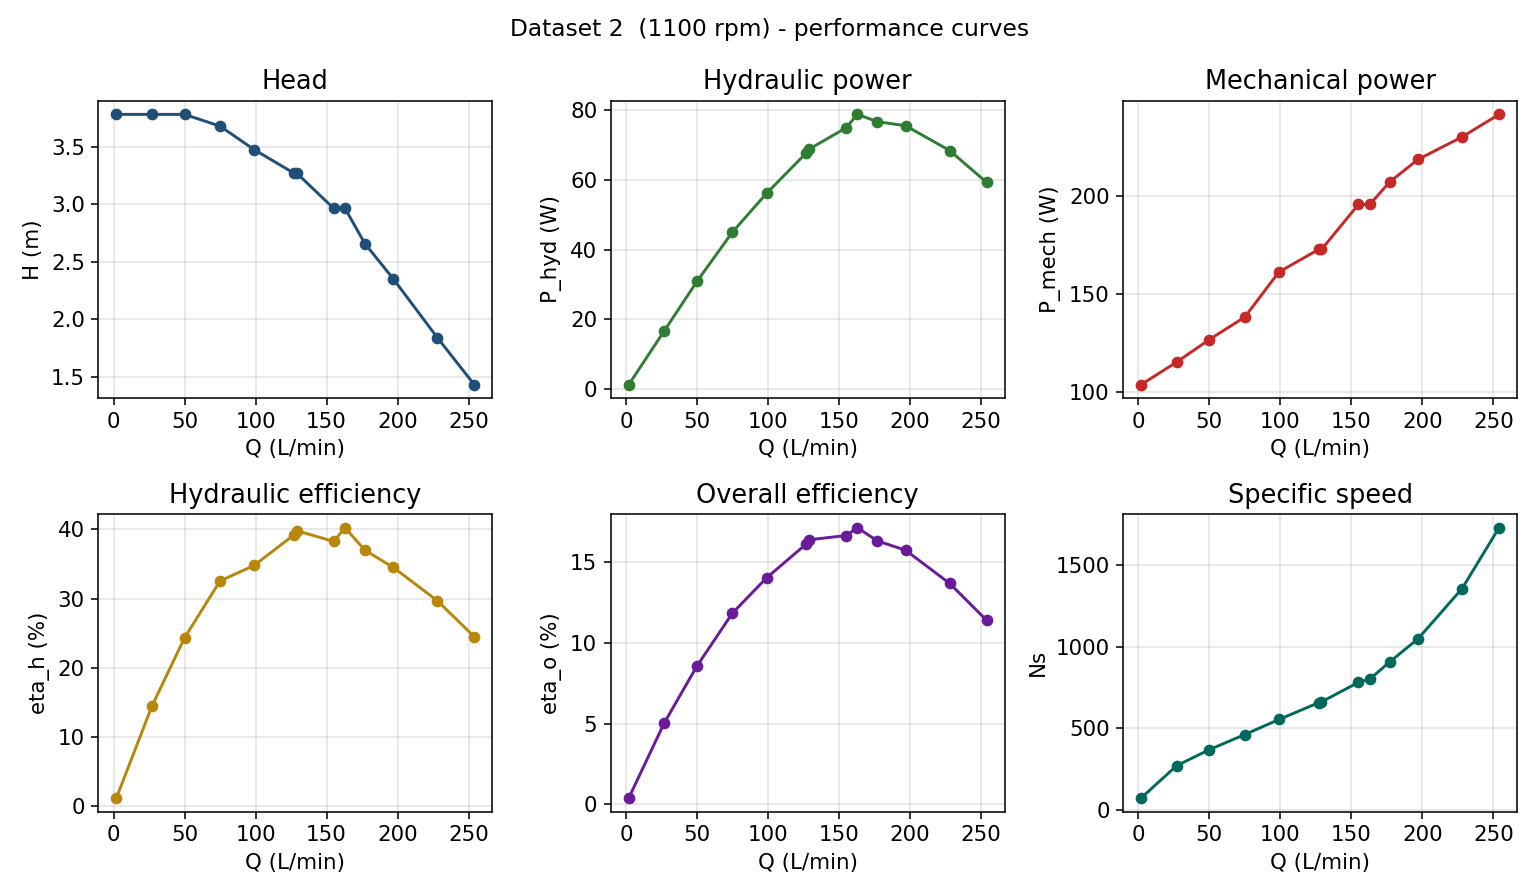 Dataset 2  (1100 rpm) - performance curves
Head
Hydraulic power
Mechanical power
H (m)
3.5
3.0
2.5
2.0
1.5
0 50 100 150 200 250
Q (L/min)
P_hyd (W)
80
60
40
20
0
0 50 100 150 200 250
Q (L/min)
P_mech (W)
200
150
100
0 50 100 150 200 250
Q (L/min)
Hydraulic efficiency
Overall efficiency
Specific speed
eta_h (%)
40
30
20
10
0
0 50 100 150 200 250
Q (L/min)
eta_o (%)
15
10
5
0
0 50 100 150 200 250
Q (L/min)
Ns
1500
1000
500
0
0 50 100 150 200 250
Q (L/min)